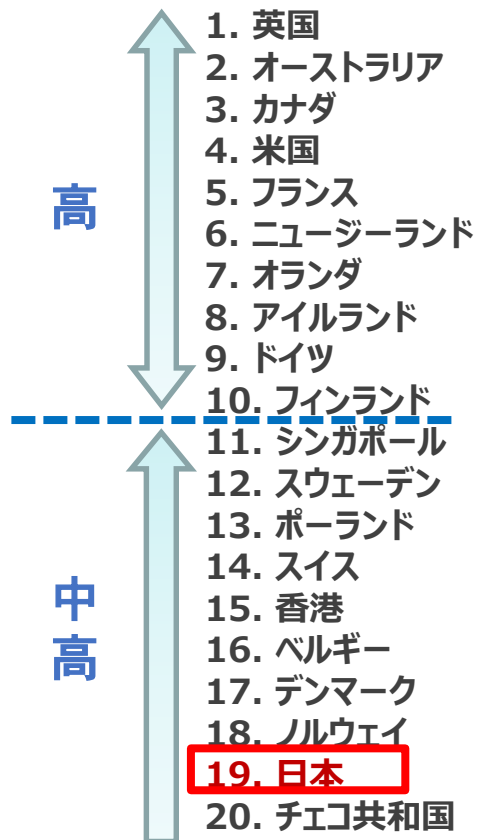 高
1. 英国
2. オーストラリア
3. カナダ
4. 米国
5. フランス
6. ニュージーランド
7. オランダ
8. アイルランド
9. ドイツ
10. フィンランド
中高
11. シンガポール
12. スウェーデン
13. ポーランド
14. スイス
15. 香港
16. ベルギー
17. デンマーク
18. ノルウェイ
19. 日本
20. チェコ共和国